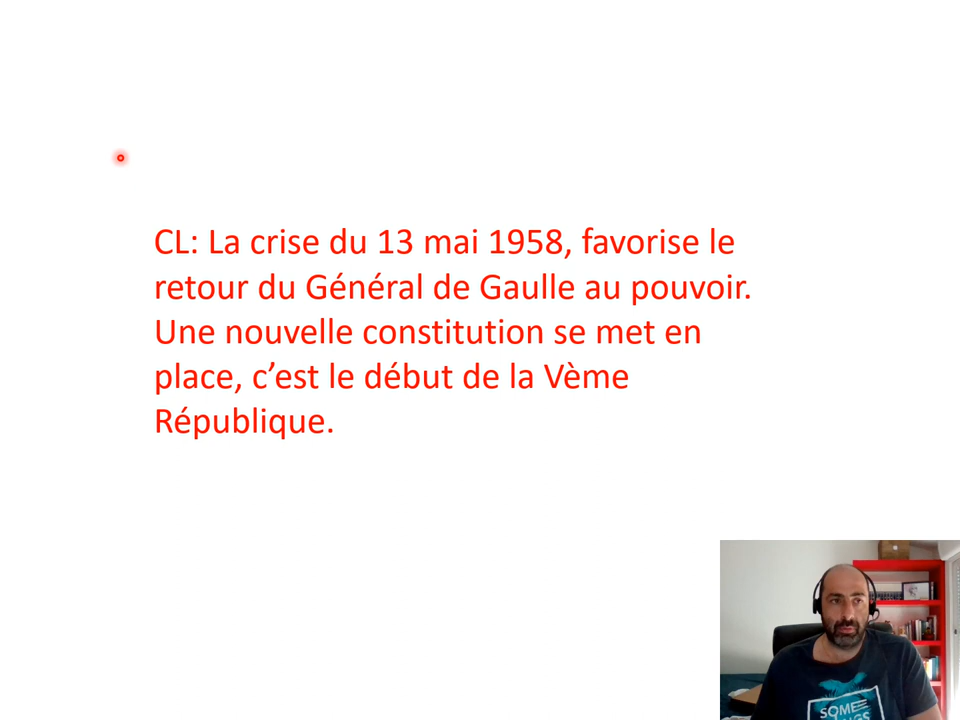 CL: La crise du 13 mai 1958, favorise le
retour du Général de Gaulle au pouvoir.
Une nouvelle constitution se met en
place, c’est le début de la Vème
République.
SOME